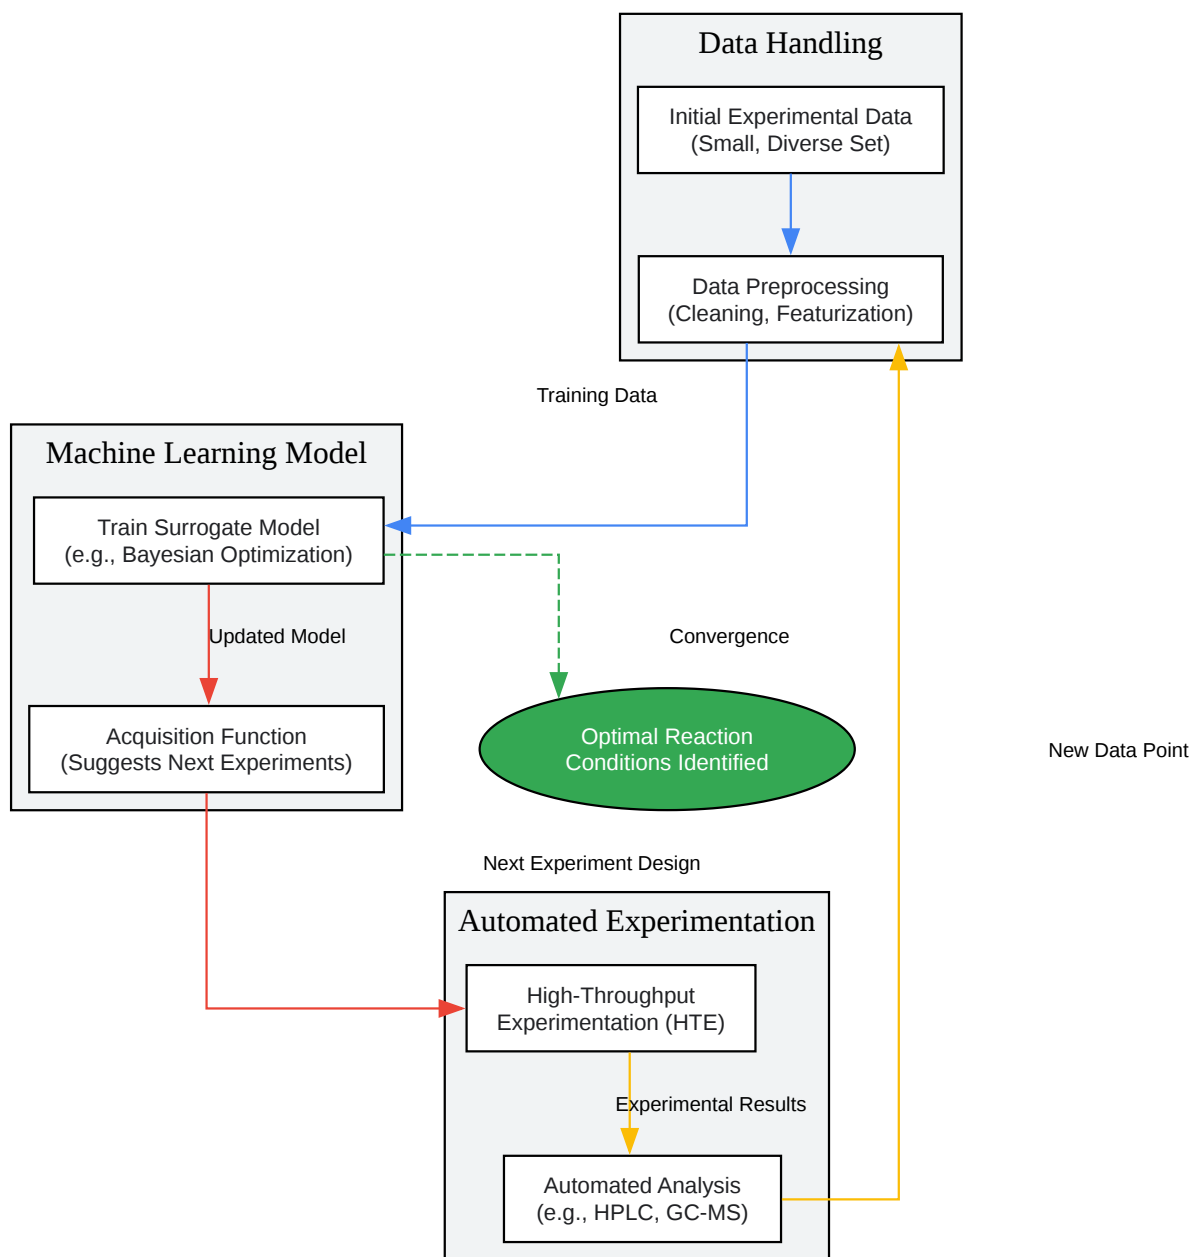 Data Handling
Initial Experimental Data
(Small, Diverse Set)
Data Preprocessing
(Cleaning, Featurization)
Training Data
Machine Learning Model
Train Surrogate Model
(e.g., Bayesian Optimization)
Updated Model
Convergence
Acquisition Function
(Suggests Next Experiments)
Optimal Reaction
Conditions Identified
New Data Point
Next Experiment Design
Automated Experimentation
High-Throughput
Experimentation (HTE)
Experimental Results
Automated Analysis
(e.g., HPLC, GC-MS)